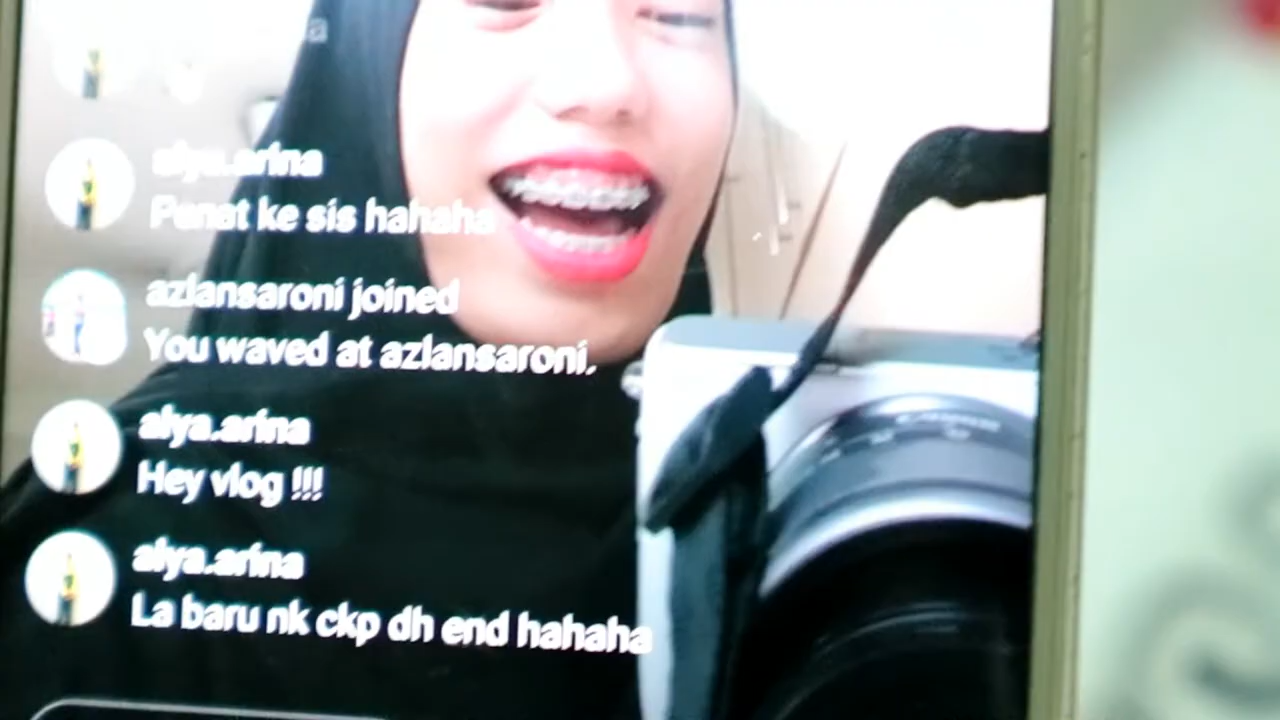 alya.arina
Penat ke sis hahaha
azlansaroni joined
You waved at azlansaroni.
alya.arina
Hey vlog !!!
alya.arina
La baru nk ckp dh end hahaha